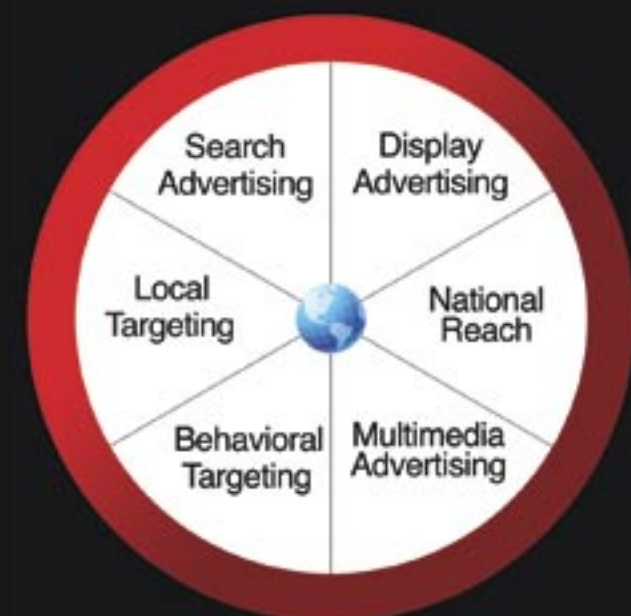 Search
Advertising
Display
Advertising
Local
Targeting
National
Reach
Behavioral
Targeting
Multimedia
Advertising